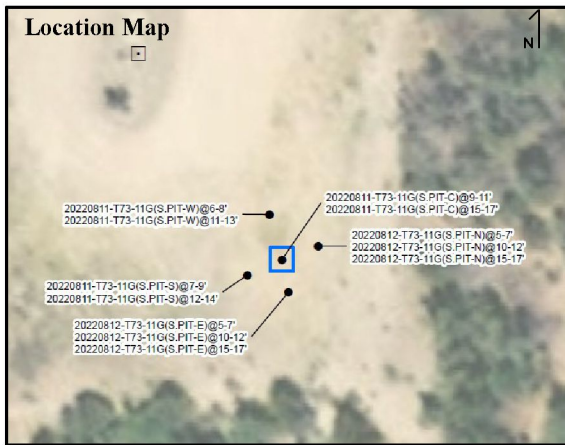 Location Map
N
20220811-T73-11G(S.PIT-W)@6-8'
20220811-T73-11G(S.PIT-W)@11-13'
20220811-T73-11G(S.PIT-C)@9-11'
20220811-T73-11G(S.PIT-C)@15-17'
20220812-T73-11G(S.PIT-N)@5-7'
20220812-T73-11G(S.PIT-N)@10-12'
20220812-T73-11G(S.PIT-N)@15-17'
20220811-T73-11G(S.PIT-S)@7-9'
20220811-T73-11G(S.PIT-S)@12-14'
20220812-T73-11G(S.PIT-E)@5-7'
20220812-T73-11G(S.PIT-E)@10-12'
20220812-T73-11G(S.PIT-E)@15-17'